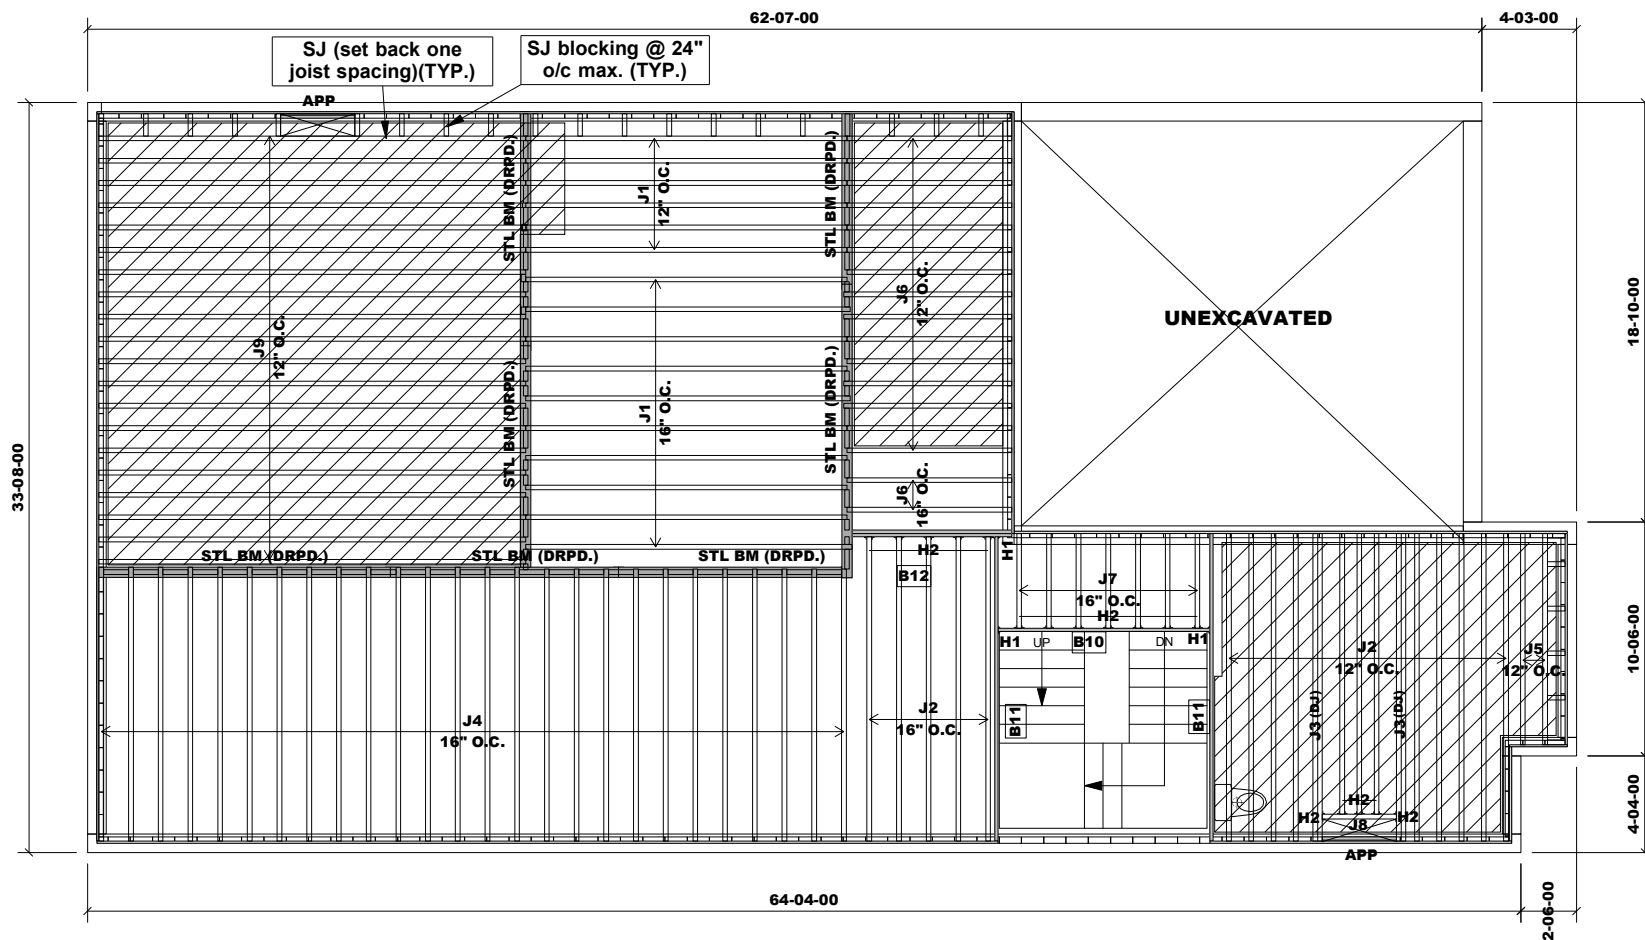 62-07-00
4-03-00
SJ (set back one
joist spacing)(TYP.)
SJ blocking @ 24"
o/c max. (TYP.)
APP
STL BM (DRPD.)
J1
12" O.C.
STL BM (DRPD.)
J6
12" O.C.
UNEXCAVATED
18-10-00
J9
12" O.C.
STL BM (DRPD.)
J1
16" O.C.
STL BM (DRPD.)
33-08-00
J6
16" O.C.
STL BM (DRPD.)
STL BM (DRPD.)
STL BM (DRPD.)
H2
B12
H1
J7
16" O.C.
H2
H1
UP
B10
DN
H1
J2
12" O.C.
J5
12" O.C.
10-06-00
J4
16" O.C.
J2
16" O.C.
B11
B11
J3(DJ)
J3(DJ)
H2
H2
H2
J8
APP
4-04-00
64-04-00
2-06-00